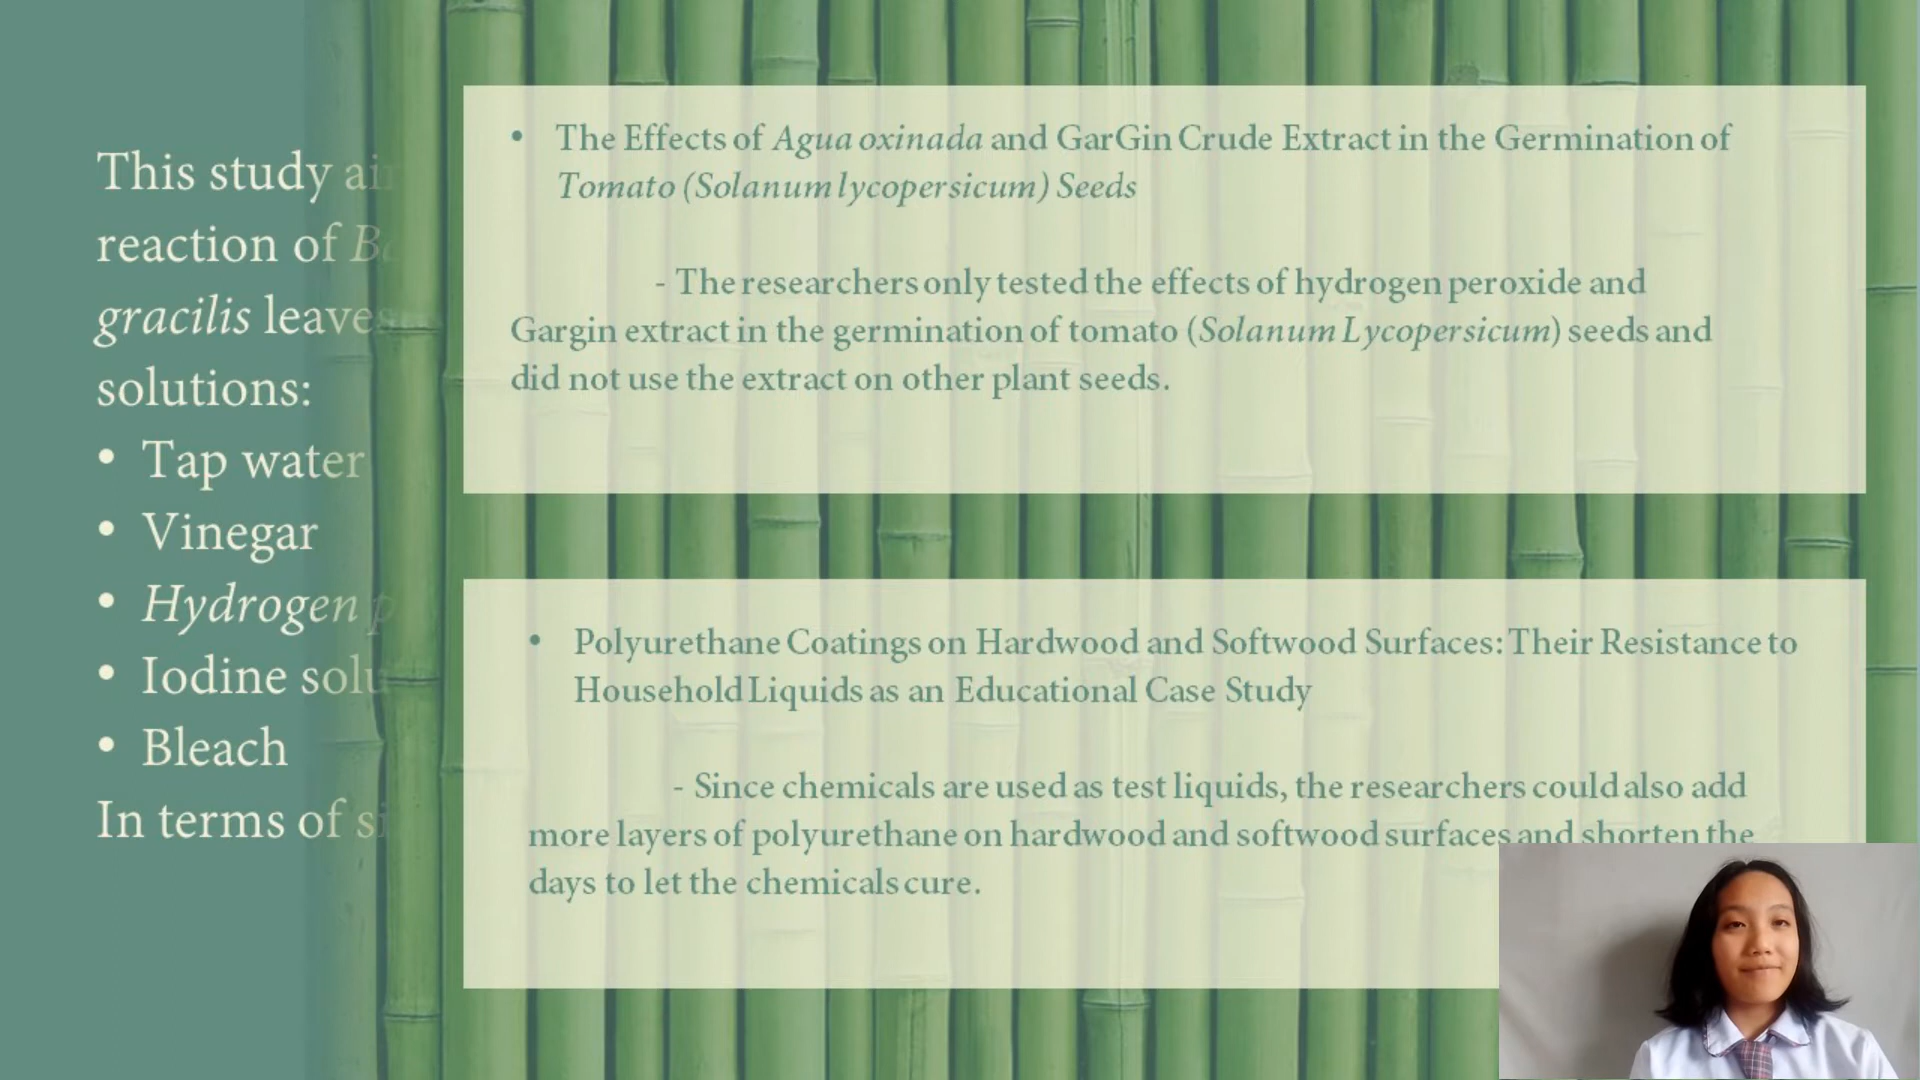 This study
reaction of
gracilis leaves
solutions:
• Tap water
• Vinegar
• Hydrogen
• Iodine
• Bleach
In terms of
• The Effects of Agua oxinada and GarGin Crude Extract in the Germination of
Tomato (Solanum lycopersicum) Seeds
- The researchers only tested the effects of hydrogen peroxide and
Gargin extract in the germination of tomato (Solanum Lycopersicum) seeds and
did not use the extract on other plant seeds.
• Polyurethane Coatings on Hardwood and Softwood Surfaces: Their Resistance to
Household Liquids as an Educational Case Study
- Since chemicals are used as test liquids, the researchers could also add
more layers of polyurethane on hardwood and softwood surfaces and shorten the
days to let the chemicals cure.